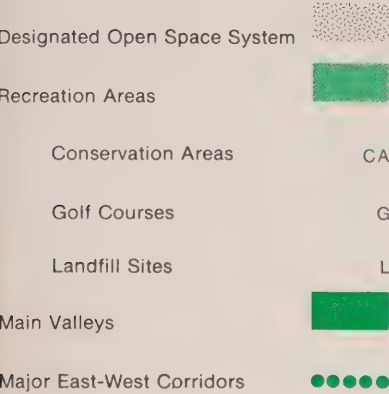 Designated Open Space System
Recreation Areas
Conservation Areas CA
Golf Courses G
Landfill Sites L
Main Valleys
Major East-West Corridors